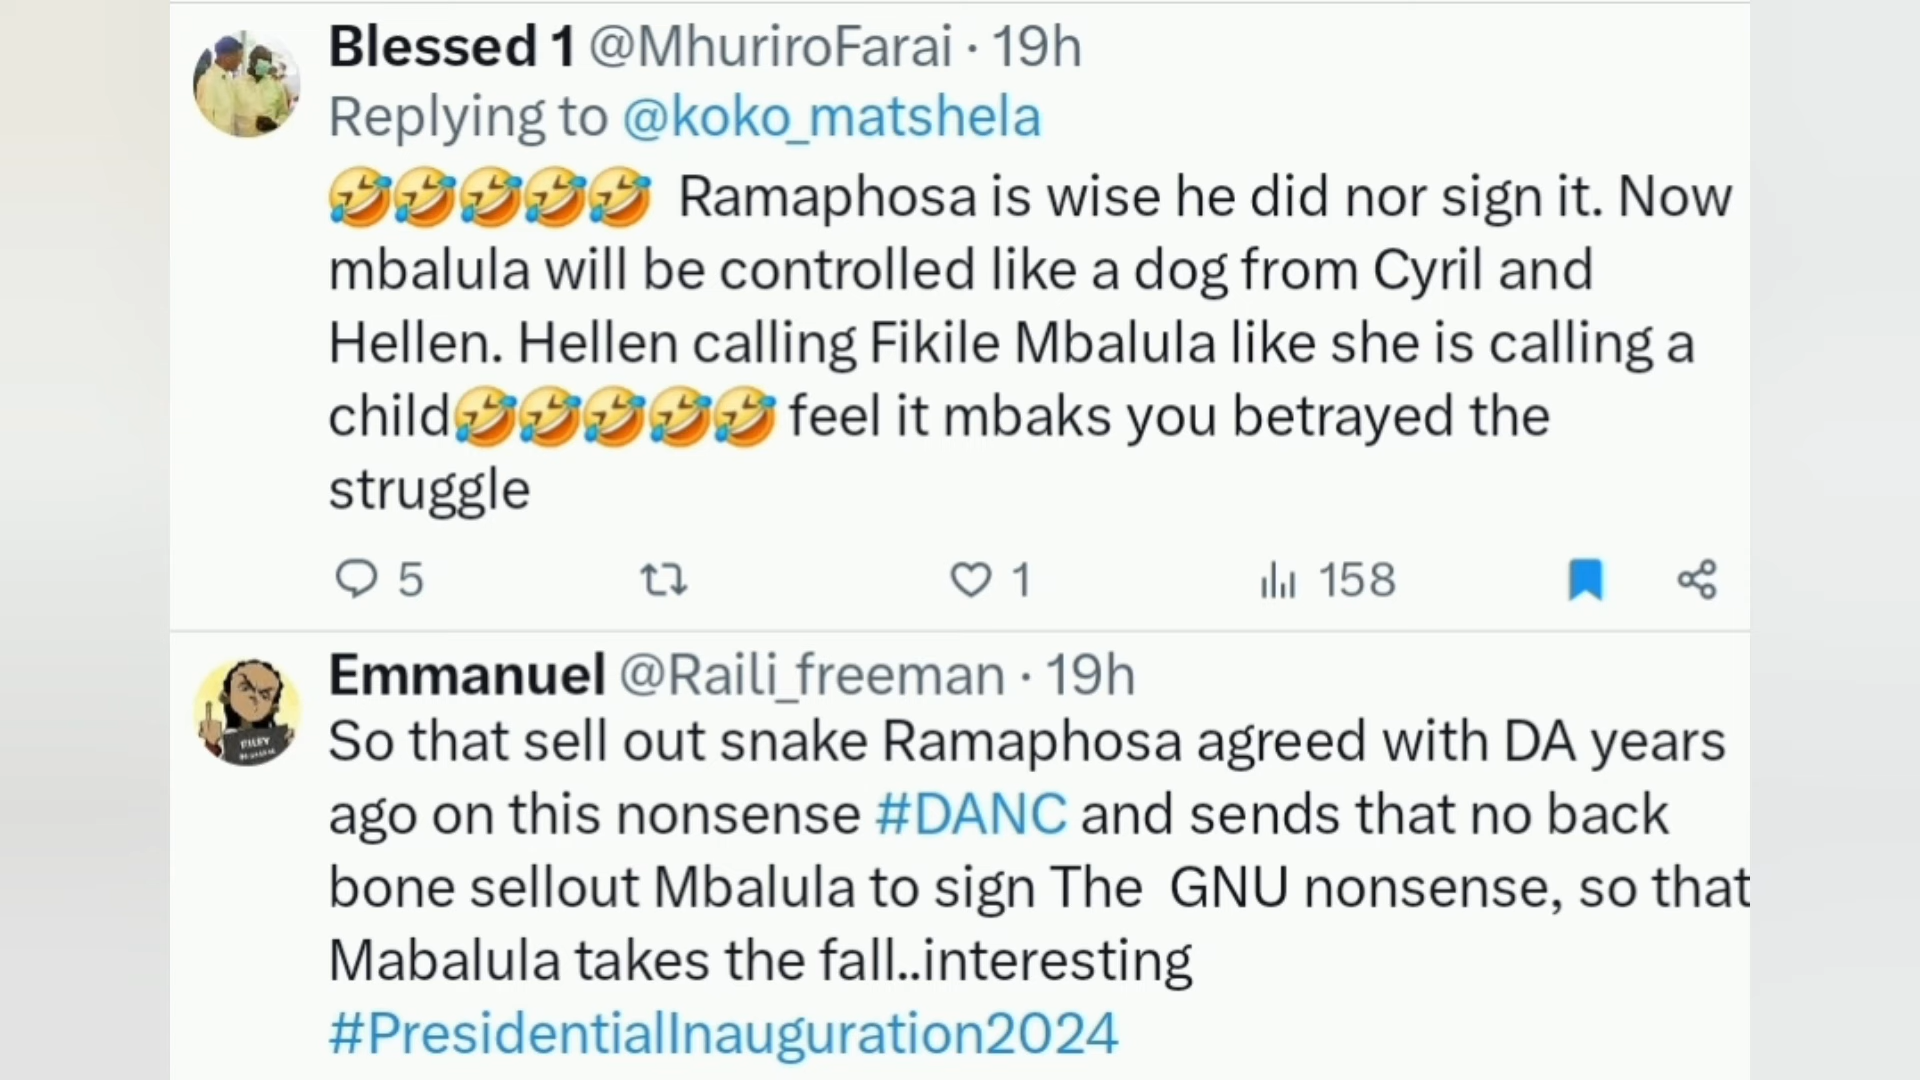 Blessed 1 @MhuriroFarai · 19h
Replying to @koko_matshela
🤣🤣🤣🤣🤣 Ramaphosa is wise he did nor sign it. Now
mbalula will be controlled like a dog from Cyril and
Hellen. Hellen calling Fikile Mbalula like she is calling a
child🤣🤣🤣🤣🤣 feel it mbaks you betrayed the
struggle
5 1 158
Emmanuel @Raili_freeman · 19h
So that sell out snake Ramaphosa agreed with DA years
ago on this nonsense #DANC and sends that no back
bone sellout Mbalula to sign The GNU nonsense, so that
Mabalula takes the fall..interesting
#PresidentialInauguration2024